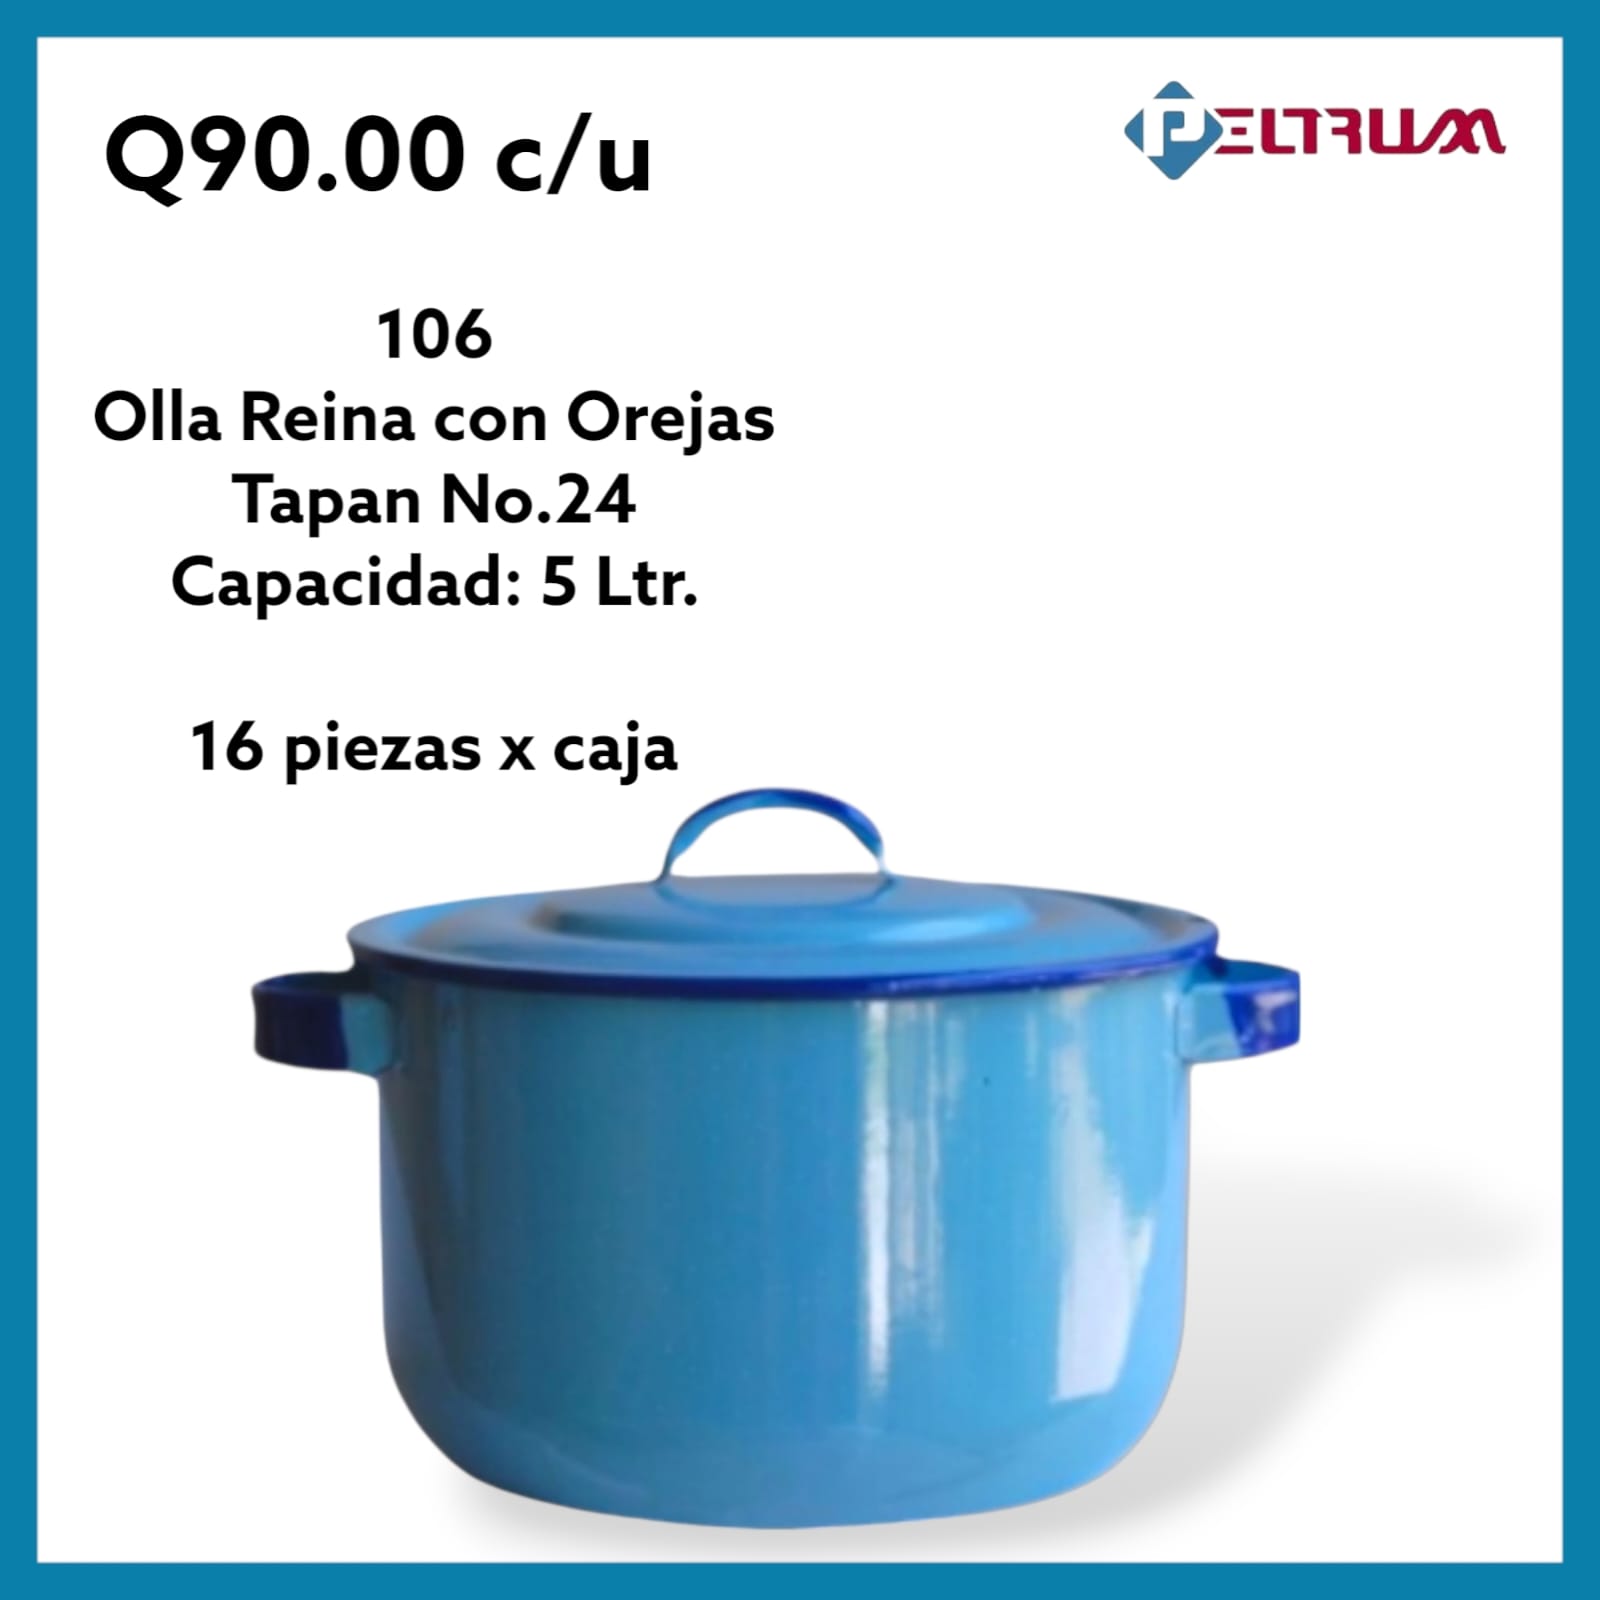 Q90.00 c/u
PELTRUM
106
Olla Reina con Orejas
Tapan No.24
Capacidad: 5 Ltr.
16 piezas x caja